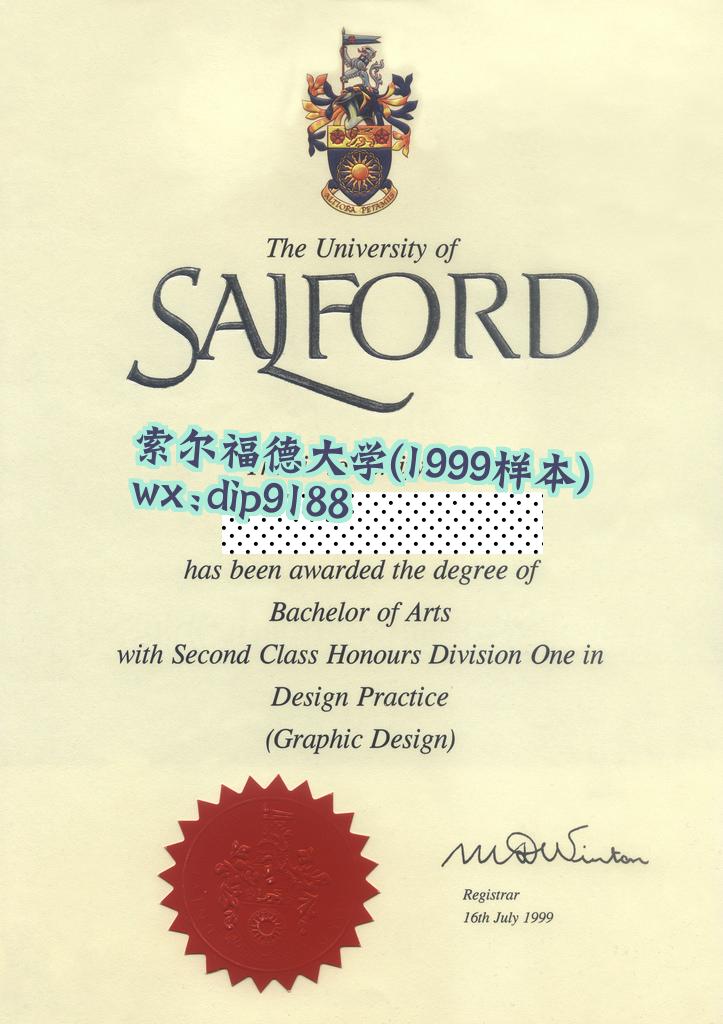 ALTIORA PETAMUS
The University of
SALFORD
索尔福德大学(1999样本)
wx:dip9188
has been awarded the degree of
Bachelor of Arts
with Second Class Honours Division One in
Design Practice
(Graphic Design)
Registrar
16th July 1999